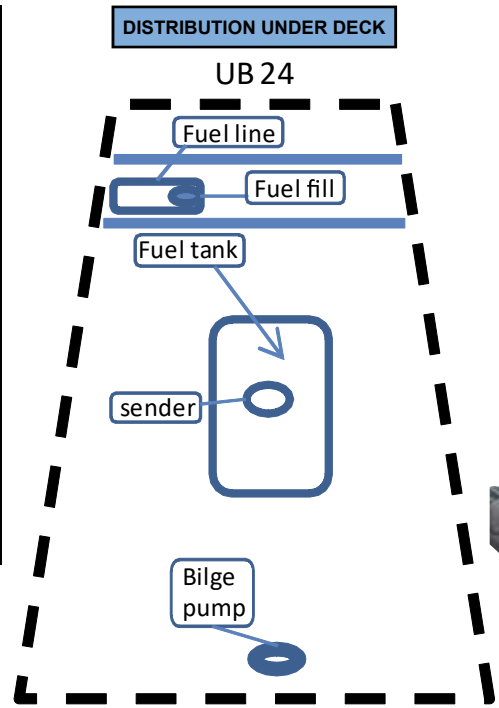 DISTRIBUTION UNDER DECK
UB 24
Fuel line
Fuel fill
Fuel tank
sender
Bilge
pump